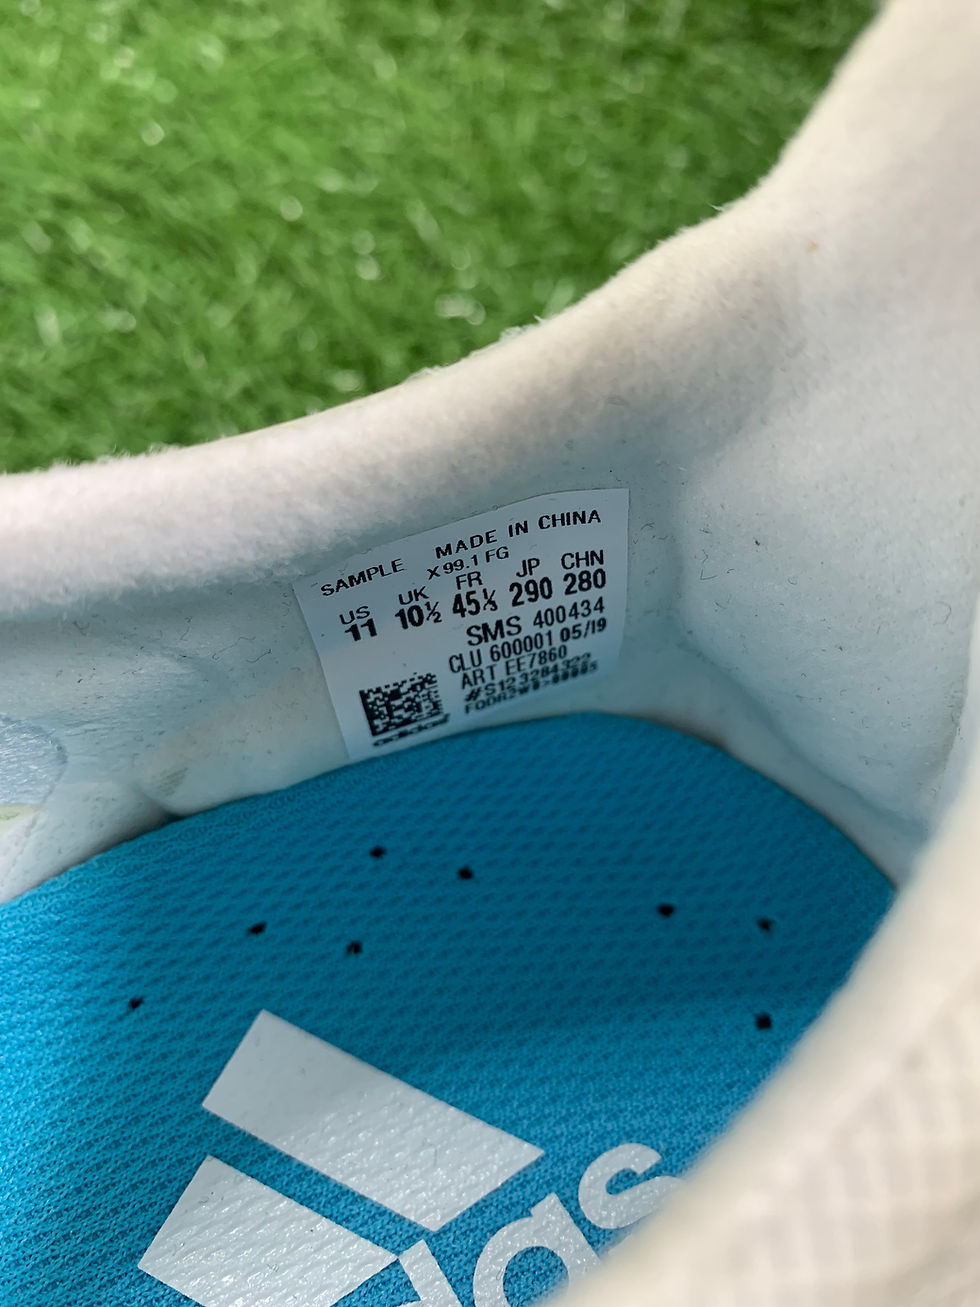 SAMPLE MADE IN CHINA
X 99.1 FG
US UK FR JP CHN
11 10½ 45⅓ 290 280
SMS 400434
CLU 600001 05/19
ART EE7860
adidas
das